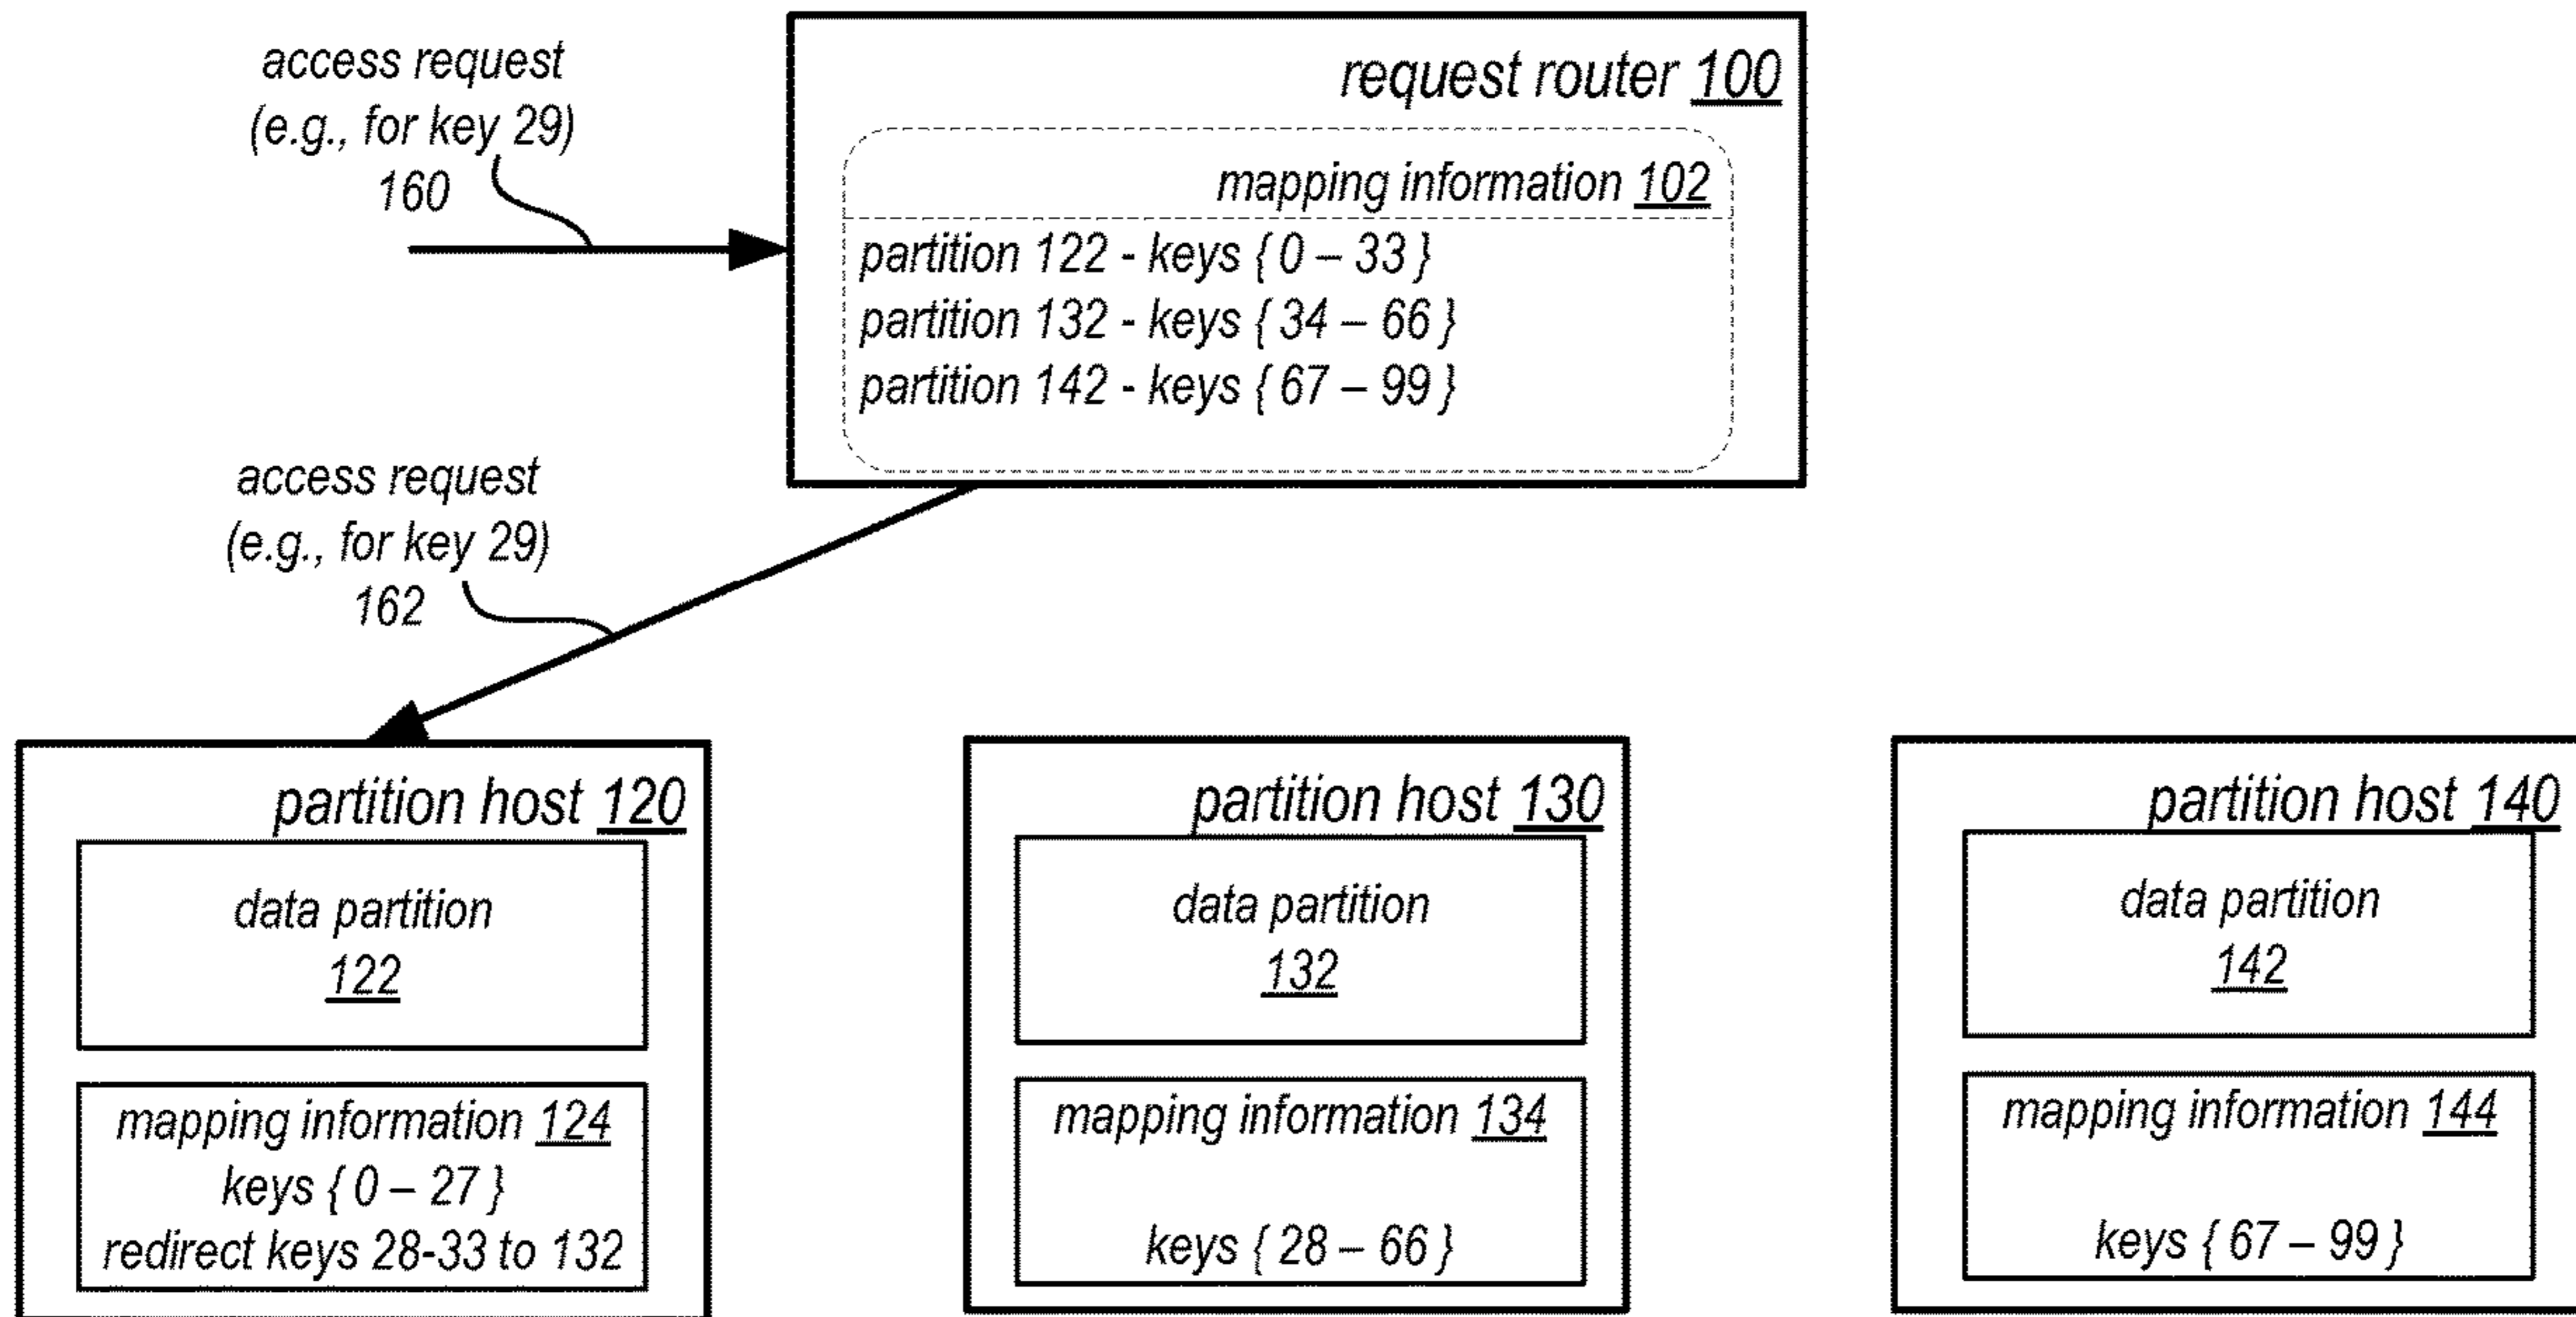 access request
(e.g., for key 29)
160
request router 100
mapping information 102
partition 122 - keys { 0 – 33 }
partition 132 - keys { 34 – 66 }
partition 142 - keys { 67 – 99 }
access request
(e.g., for key 29)
162
partition host 120
data partition
122
mapping information 124
keys { 0 – 27 }
redirect keys 28-33 to 132
partition host 130
data partition
132
mapping information 134
keys { 28 – 66 }
partition host 140
data partition
142
mapping information 144
keys { 67 – 99 }